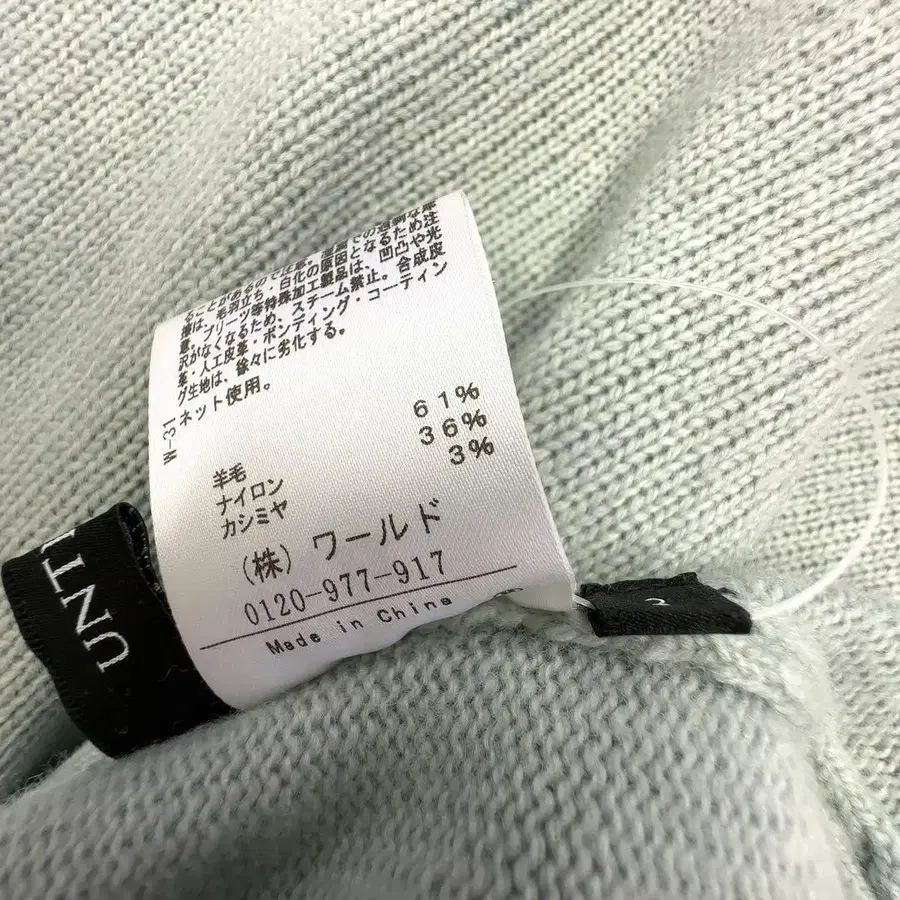 ることがあるので注意。
擦は、毛羽立ち・白化の原因となるため注
意。プリーツ等特殊加工製品は、凹凸や光
沢がなくなるため、スチーム禁止。合成皮
革・人工皮革・ボンディング・コーティン
グ生地は、徐々に劣化する。
W-31 ネット使用。
羊毛 61%
ナイロン 36%
カシミヤ 3%
(株) ワールド
0120-977-917
Made in China
UNTI
2